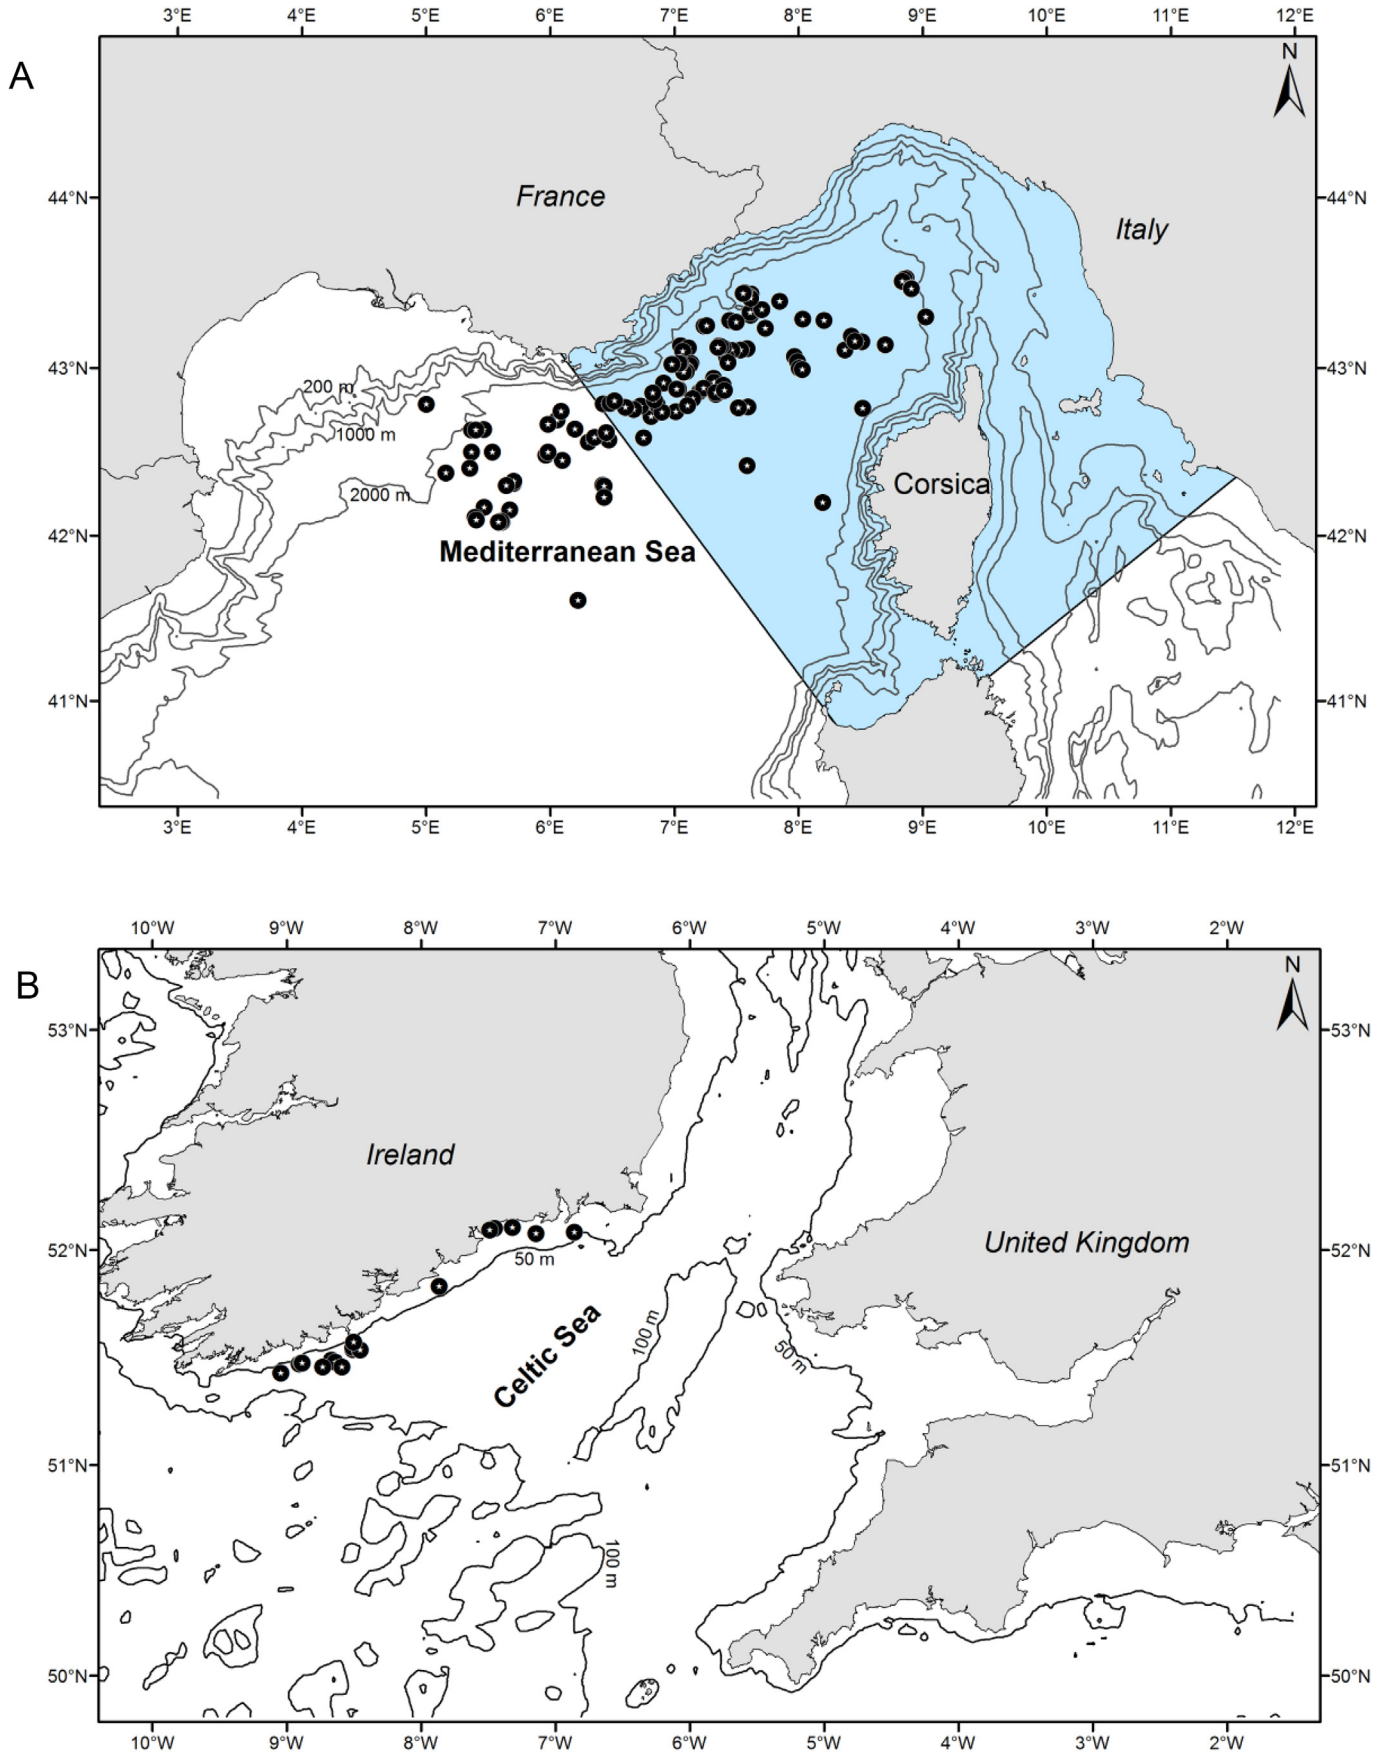 3°E 4°E 5°E 6°E 7°E 8°E 9°E 10°E 11°E 12°E
A
N
44°N France 44°N
Italy
43°N 43°N
200 m
1000 m
2000 m Corsica
42°N 42°N
Mediterranean Sea
41°N 41°N
3°E 4°E 5°E 6°E 7°E 8°E 9°E 10°E 11°E 12°E
10°W 9°W 8°W 7°W 6°W 5°W 4°W 3°W 2°W
B
N
53°N 53°N
Ireland
United Kingdom
52°N 52°N
50 m
100 m
Celtic Sea
50 m
51°N 51°N
100 m
50°N 50°N
10°W 9°W 8°W 7°W 6°W 5°W 4°W 3°W 2°W